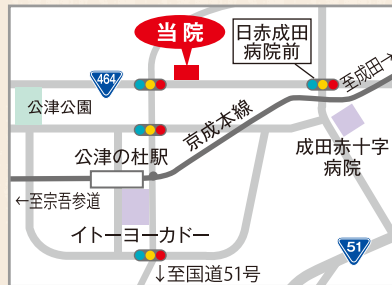 当院
日赤成田
病院前
至成田→
464
公津公園
京成本線
公津の杜駅
成田赤十字
病院
←至宗吾参道
イトーヨーカドー
51
↓至国道51号